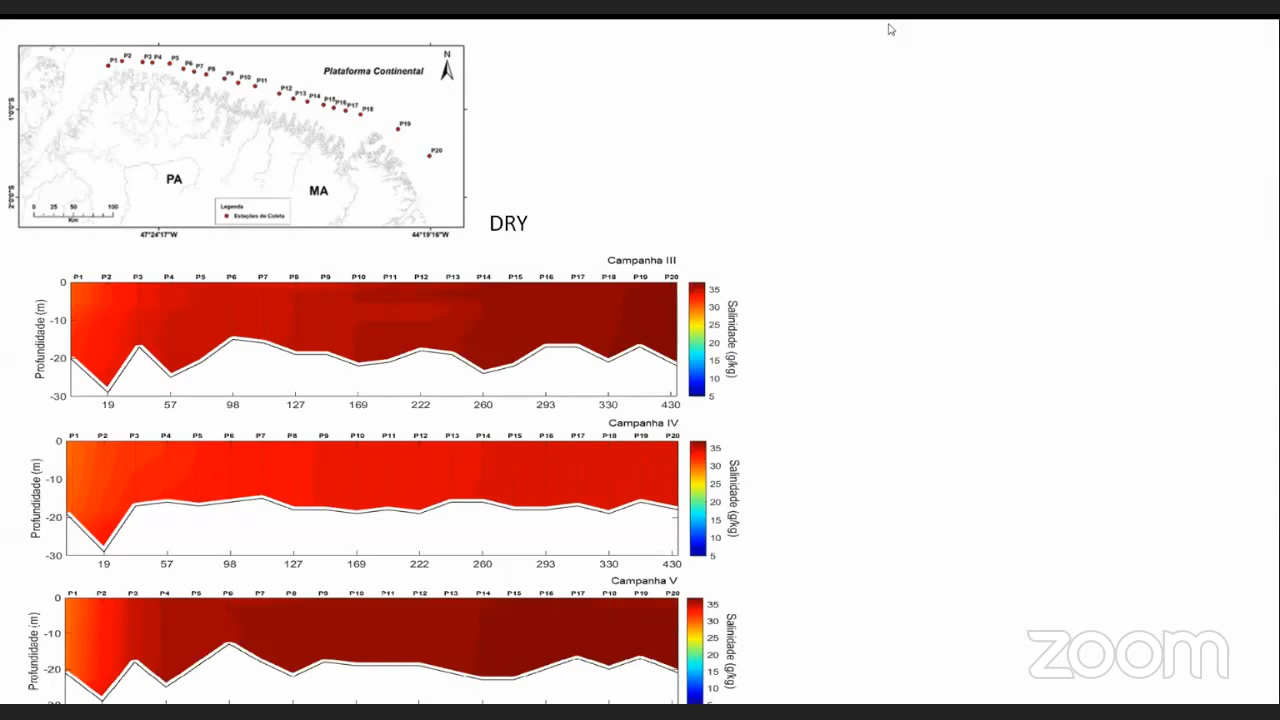 N
P1 P2 P3 P4 P5 P6 P7 P8 P9 P10 P11 P12 P13 P14 P15 P16 P17 P18 P19 P20
Plataforma Continental
1°0'0"S
2°0'0"S
PA
MA
0 25 50 100
Km
Legenda
Estações de Coleta
47°24'17"W 44°19'16"W
DRY
Campanha III
P1 P2 P3 P4 P5 P6 P7 P8 P9 P10 P11 P12 P13 P14 P15 P16 P17 P18 P19 P20
0
-10
-20
-30
Profundidade (m)
19 57 98 127 169 222 260 293 330 430
35
30
25
20
15
10
5
Salinidade (g/kg)
Campanha IV
P1 P2 P3 P4 P5 P6 P7 P8 P9 P10 P11 P12 P13 P14 P15 P16 P17 P18 P19 P20
0
-10
-20
-30
Profundidade (m)
19 57 98 127 169 222 260 293 330 430
35
30
25
20
15
10
5
Salinidade (g/kg)
Campanha V
P1 P2 P3 P4 P5 P6 P7 P8 P9 P10 P11 P12 P13 P14 P15 P16 P17 P18 P19 P20
0
-10
-20
Profundidade (m)
35
30
25
20
15
10
Salinidade (g/kg)
zoom